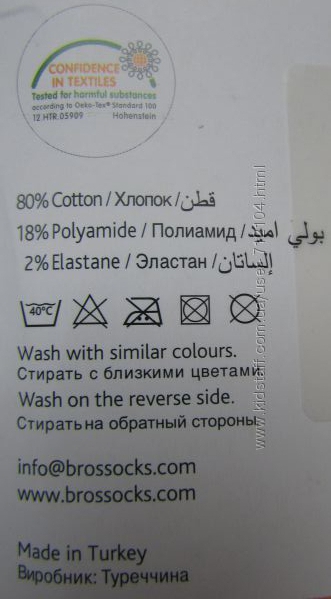 CONFIDENCE
IN TEXTILES
Tested for harmful substances
according to Oeko-Tex® Standard 100
12 HTR.05909 Hohenstein
80% Cotton / Хлопок / قطن
18% Polyamide / Полиамид / بولي اميد
2% Elastane / Эластан / إلساتان
40°C
Wash with similar colours.
Стирать с близкими цветами.
Wash on the reverse side.
Стирать на обратный стороны
info@brossocks.com
www.brossocks.com
Made in Turkey
Виробник: Туреччина